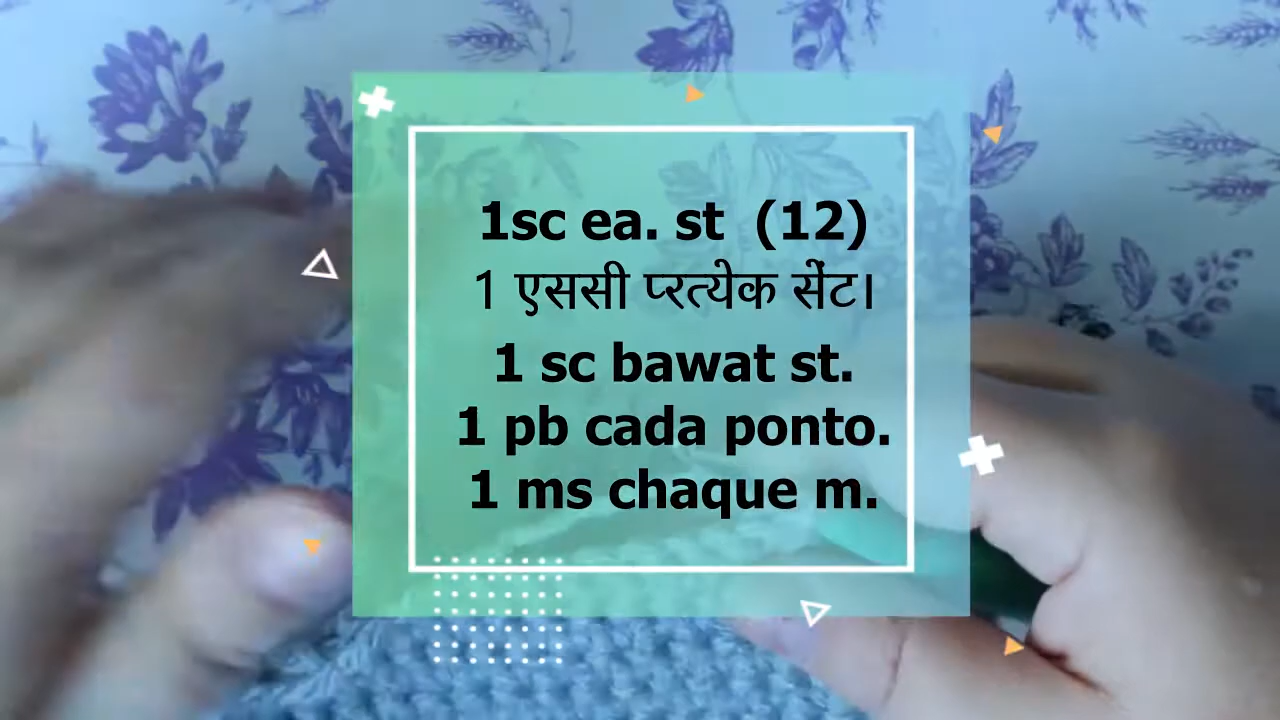 1sc ea. st (12)
1 एससी प्रत्येक सेंट।
1 sc bawat st.
1 pb cada ponto.
1 ms chaque m.